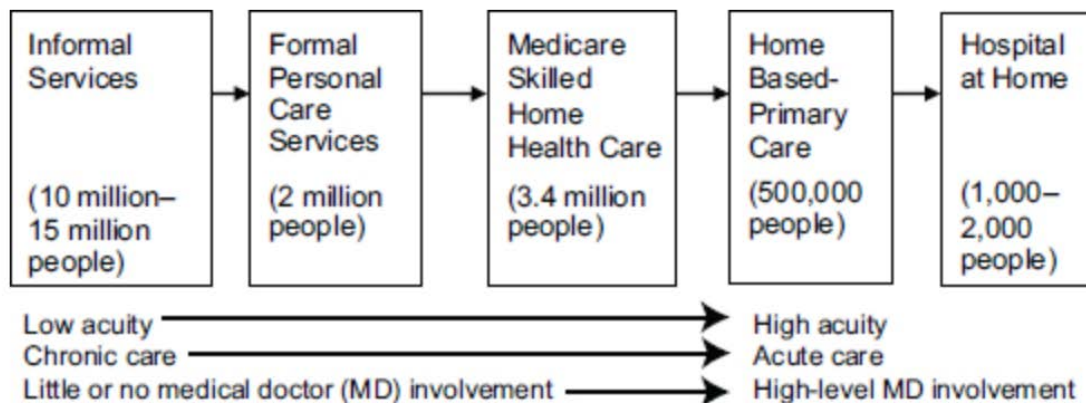 Informal
Services
(10 million–
15 million
people)
Formal
Personal
Care
Services
(2 million
people)
Medicare
Skilled
Home
Health Care
(3.4 million
people)
Home
Based-
Primary
Care
(500,000
people)
Hospital
at Home
(1,000–
2,000
people)
Low acuity High acuity
Chronic care Acute care
Little or no medical doctor (MD) involvement High-level MD involvement